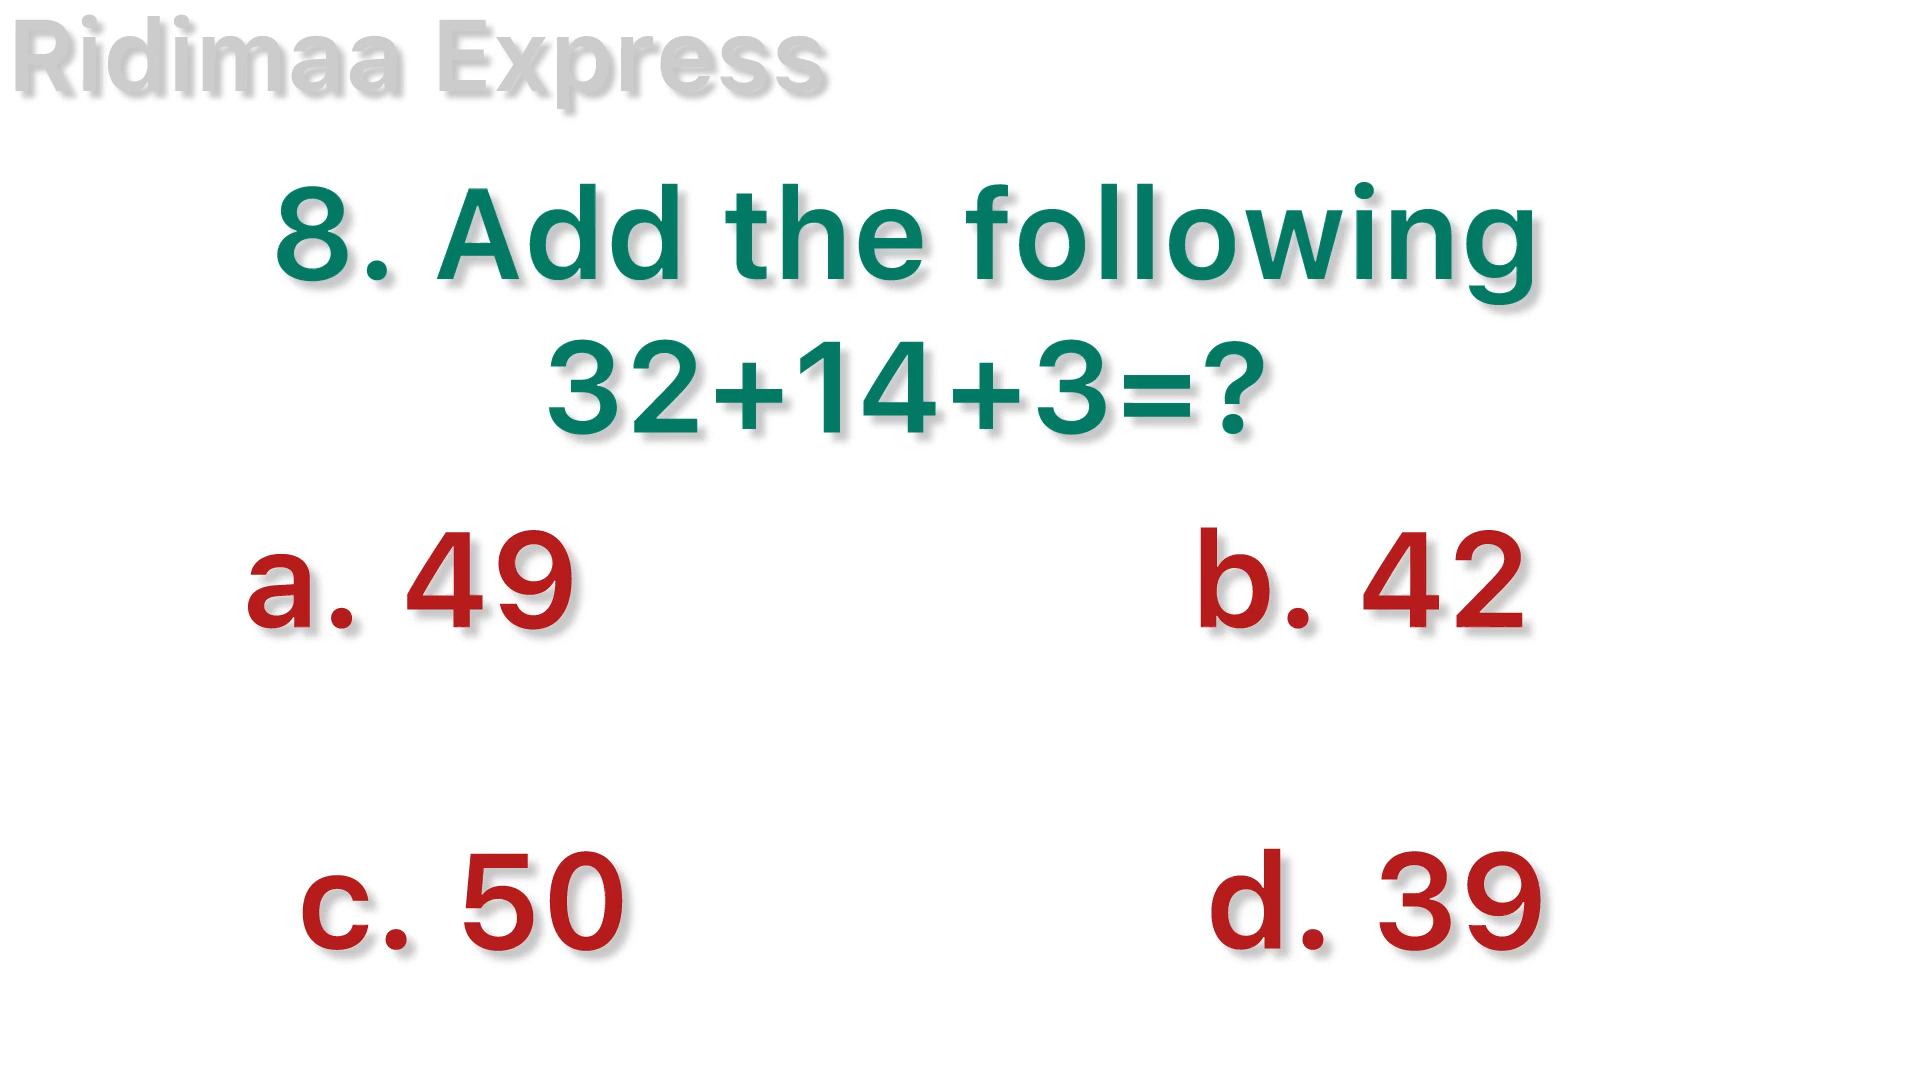 Ridimaa Express
8. Add the following
32+14+3=?
a. 49
b. 42
c. 50
d. 39